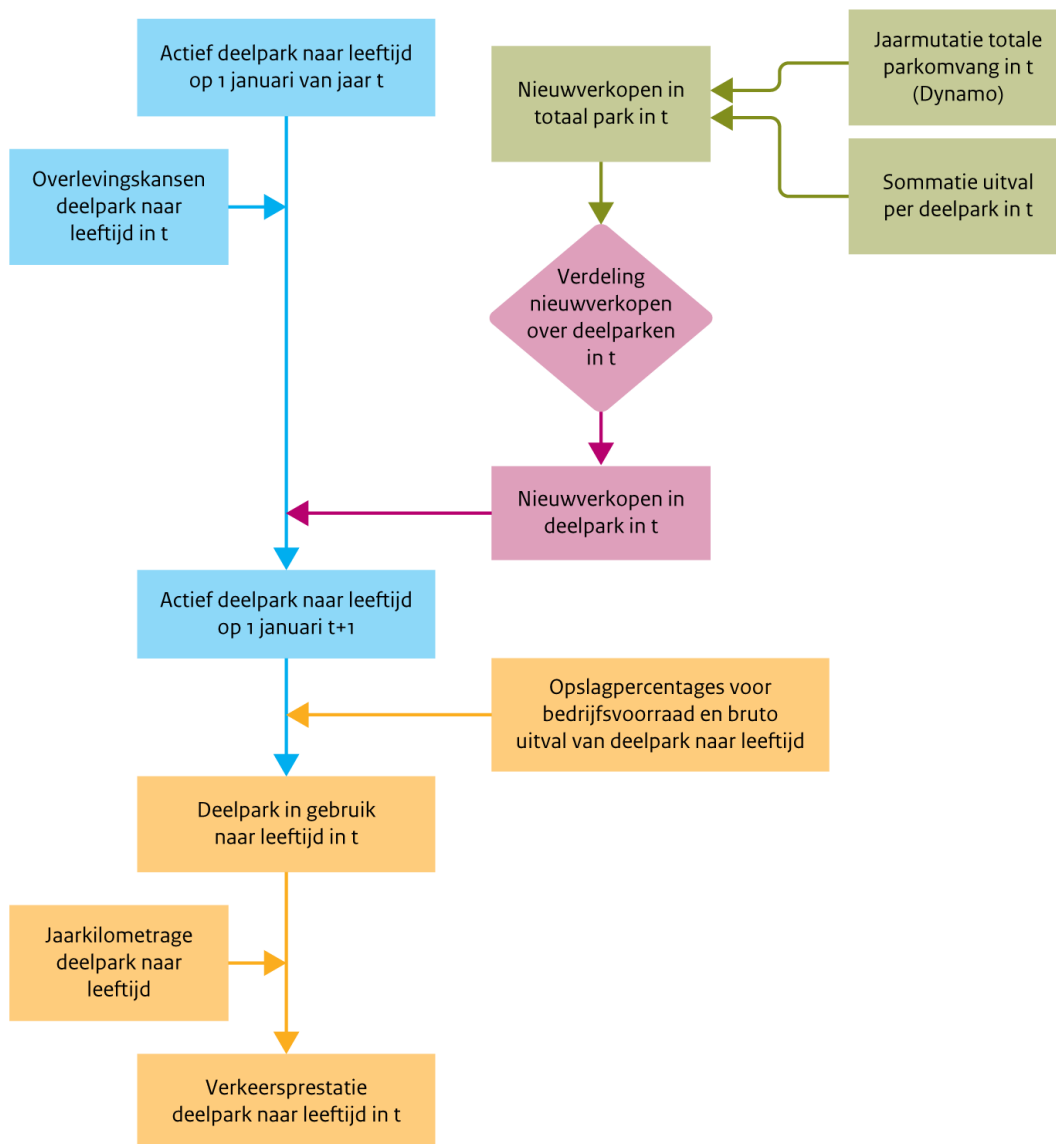 Actief deelpark naar leeftijd
op 1 januari van jaar t
Nieuwverkopen in
totaal park in t
Jaarmutatie totale
parkomvang in t
(Dynamo)
Overlevingskansen
deelpark naar
leeftijd in t
Sommatie uitval
per deelpark in t
Verdeling
nieuwverkopen
over deelparken
in t
Nieuwverkopen in
deelpark in t
Actief deelpark naar leeftijd
op 1 januari t+1
Opslagpercentages voor
bedrijfsvoorraad en bruto
uitval van deelpark naar leeftijd
Deelpark in gebruik
naar leeftijd in t
Jaarkilometrage
deelpark naar
leeftijd
Verkeersprestatie
deelpark naar leeftijd in t